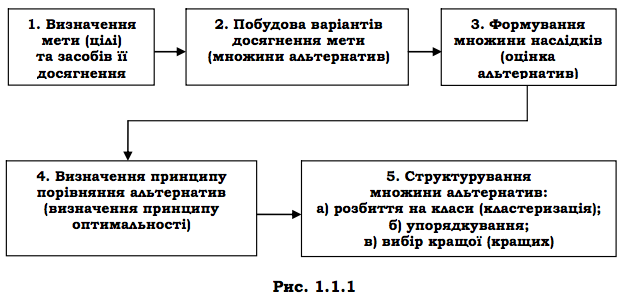 1. Визначення
мети (цілі)
та засобів її
досягнення
2. Побудова варіантів
досягнення мети
(множини альтернатив)
3. Формування
множини наслідків
(оцінка
альтернатив)
4. Визначення принципу
порівняння альтернатив
(визначення принципу
оптимальності)
5. Структурування
множини альтернатив:
а) розбиття на класи (кластеризація);
б) упорядкування;
в) вибір кращої (кращих)
Рис. 1.1.1